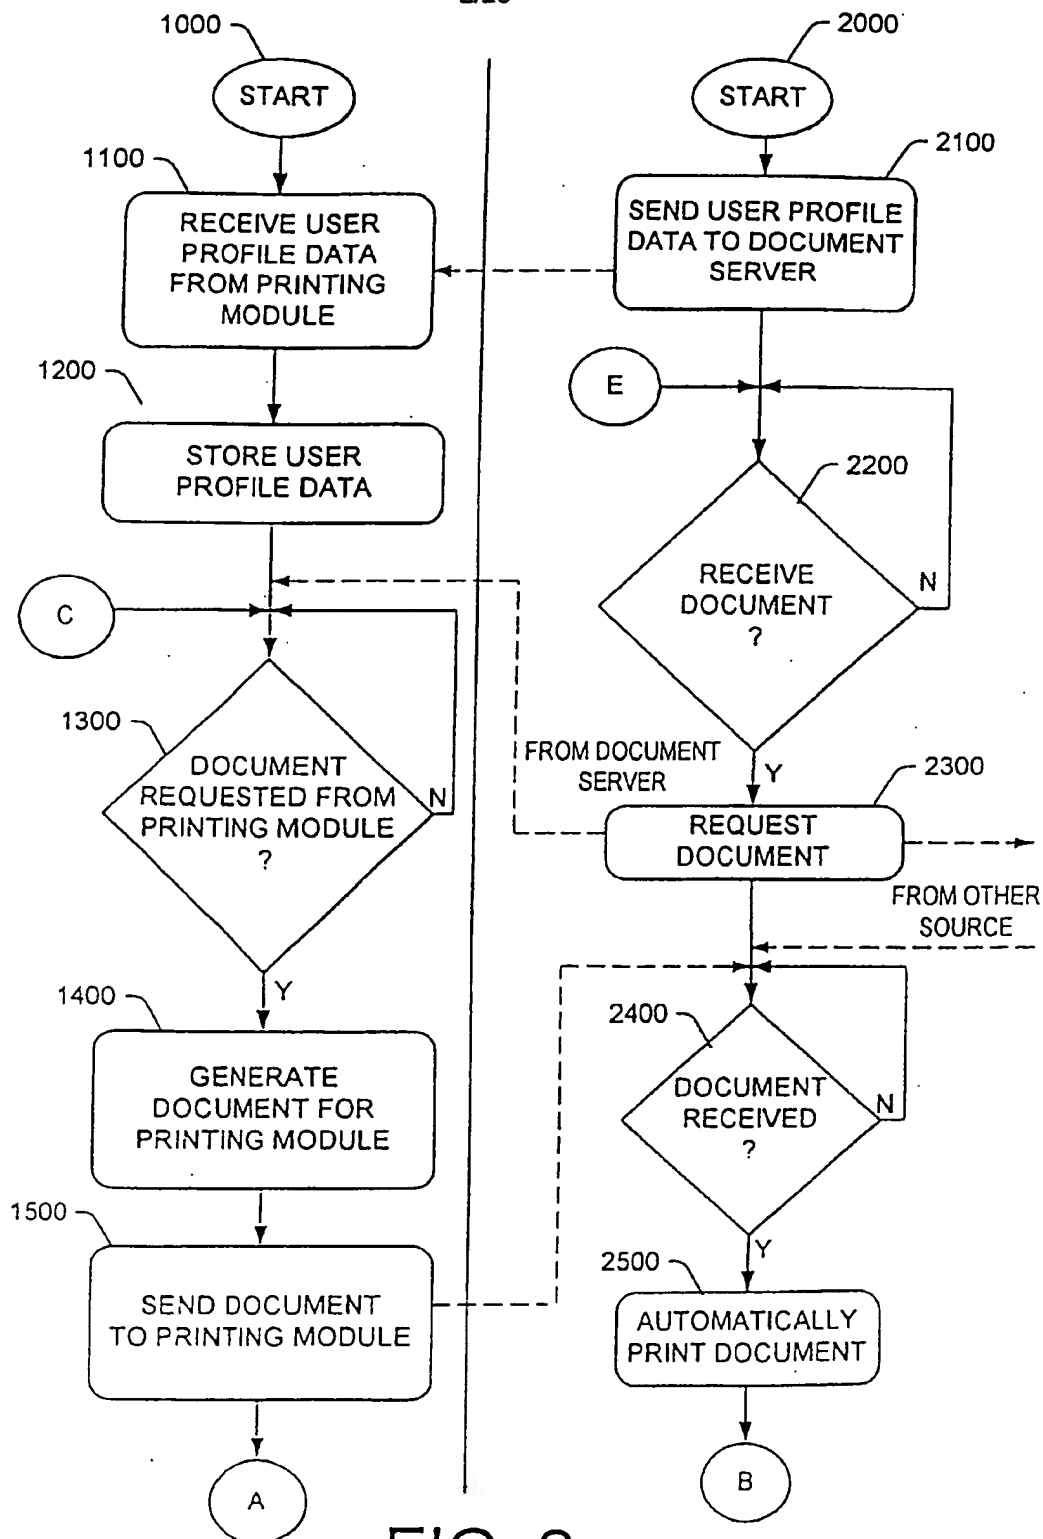 1000
START
1100
RECEIVE USER
PROFILE DATA
FROM PRINTING
MODULE
1200
STORE USER
PROFILE DATA
C
1300
DOCUMENT
REQUESTED FROM
PRINTING MODULE
?
N
Y
1400
GENERATE
DOCUMENT FOR
PRINTING MODULE
1500
SEND DOCUMENT
TO PRINTING MODULE
A
2000
START
2100
SEND USER PROFILE
DATA TO DOCUMENT
SERVER
E
2200
RECEIVE
DOCUMENT
?
N
Y
FROM DOCUMENT
SERVER
2300
REQUEST
DOCUMENT
FROM OTHER
SOURCE
2400
DOCUMENT
RECEIVED
?
N
Y
2500
AUTOMATICALLY
PRINT DOCUMENT
B